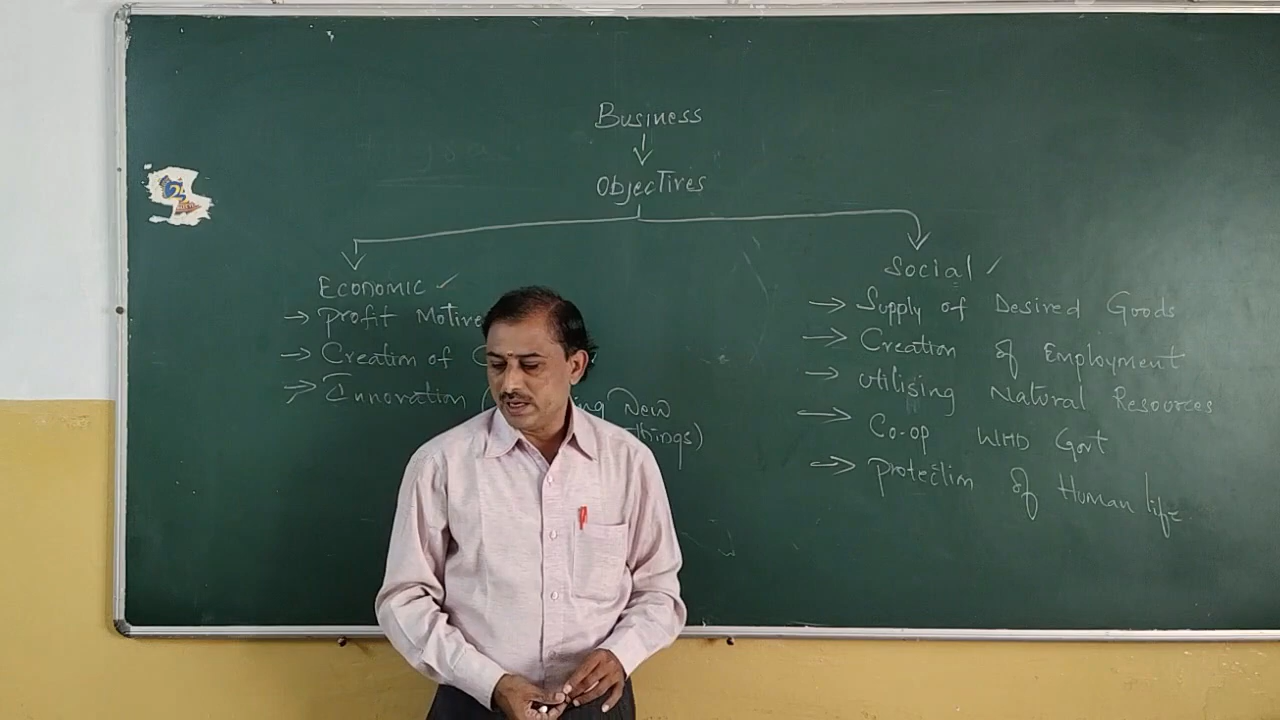 Business
Objectives
Economic
Profit Motive
Creation of
Innovation ( ing New
Things)
Social
Supply of Desired Goods
Creation of Employment
Utilising Natural Resources
Co-op With Govt
Protection of Human life